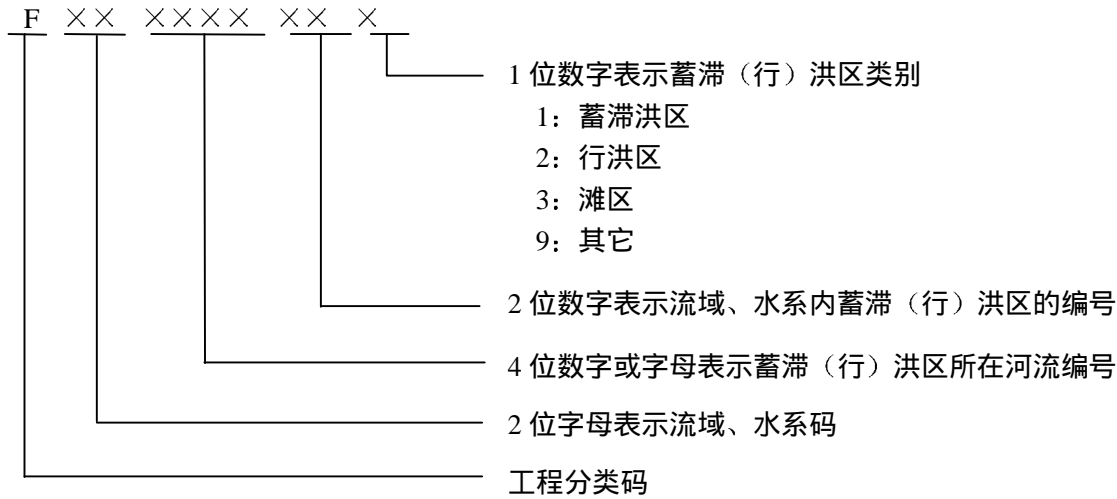 F ×× ×××× ×× ×
1 位数字表示蓄滞（行）洪区类别
1：蓄滞洪区
2：行洪区
3：滩区
9：其它
2 位数字表示流域、水系内蓄滞（行）洪区的编号
4 位数字或字母表示蓄滞（行）洪区所在河流编号
2 位字母表示流域、水系码
工程分类码